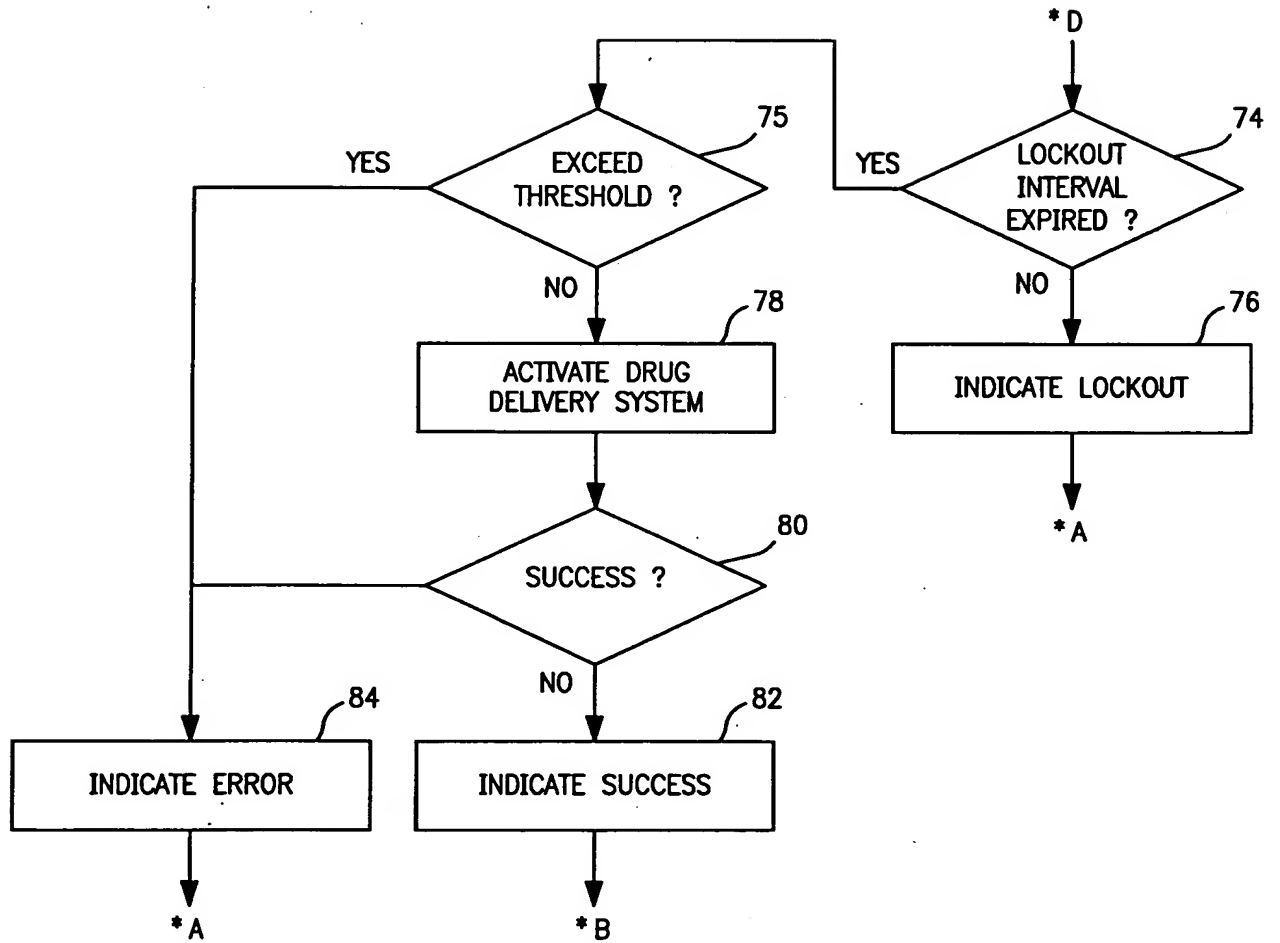 *D
75
74
YES
EXCEED
THRESHOLD ?
YES
LOCKOUT
INTERVAL
EXPIRED ?
NO
NO
78
76
ACTIVATE DRUG
DELIVERY SYSTEM
INDICATE LOCKOUT
80
*A
SUCCESS ?
NO
84
82
INDICATE ERROR
INDICATE SUCCESS
*A
*B